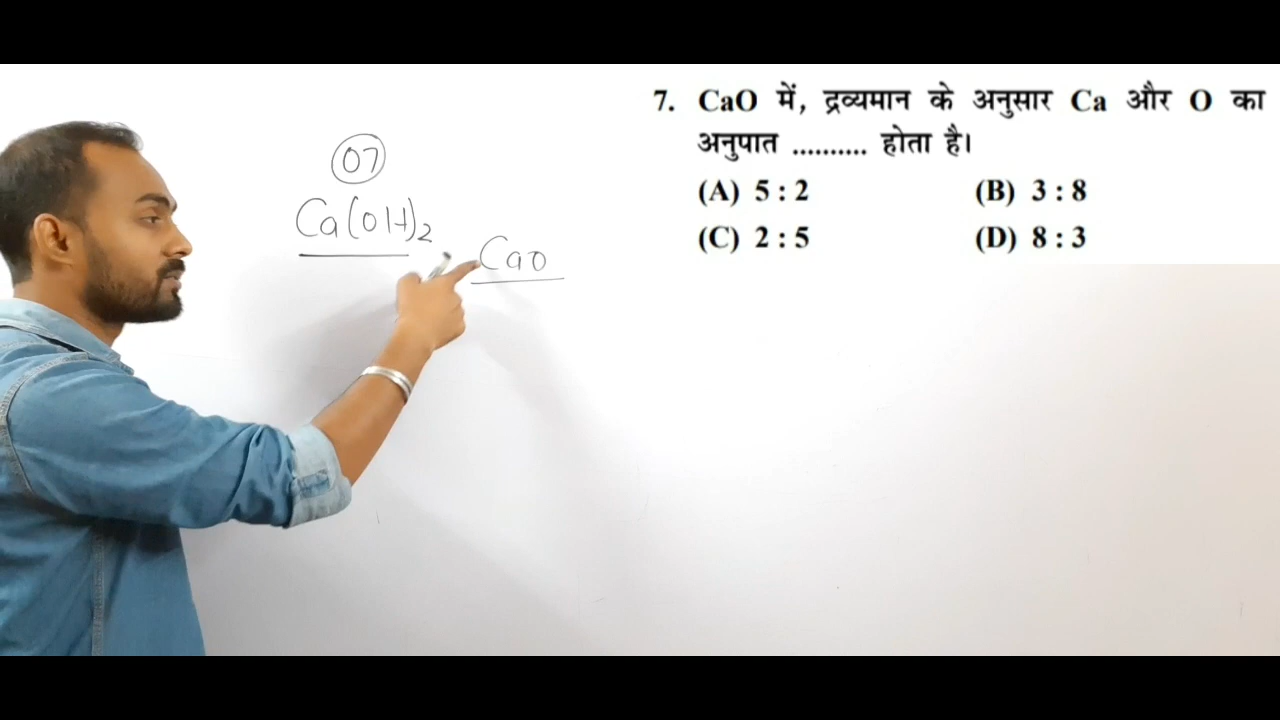 07
Ca(OH)2
CaO
7. CaO में, द्रव्यमान के अनुसार Ca और O का
अनुपात .......... होता है।
(A) 5 : 2 (B) 3 : 8
(C) 2 : 5 (D) 8 : 3